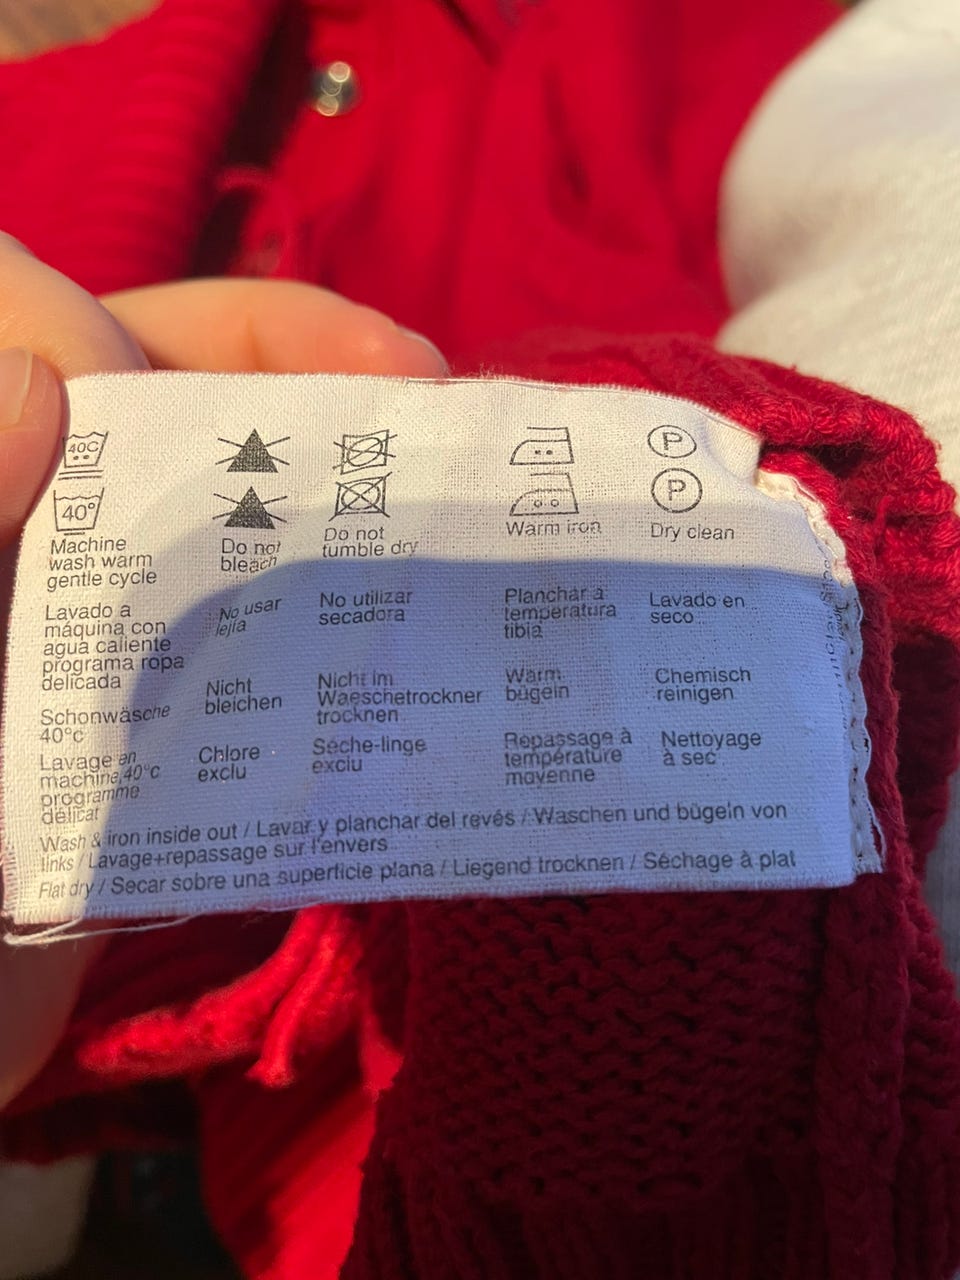 40C
40°
P
P
Machine
wash warm
gentle cycle
Do not
bleach
Do not
tumble dry
Warm iron
Dry clean
Lavado a
máquina con
agua caliente
programa ropa
delicada
No usar
lejía
No utilizar
secadora
Planchar a
temperatura
tibia
Lavado en
seco
Schonwäsche
40°c
Nicht
bleichen
Nicht im
Waeschetrockner
trocknen
Warm
bügeln
Chemisch
reinigen
Lavage en
machine,40°c
programme
délicat
Chlore
exclu
Séche-linge
exclu
Repassage à
température
moyenne
Nettoyage
à sec
Wash & iron inside out / Lavar y planchar del revés / Waschen und bügeln von
links / Lavage+repassage sur l'envers
Flat dry / Secar sobre una superficie plana / Liegend trocknen / Séchage à plat